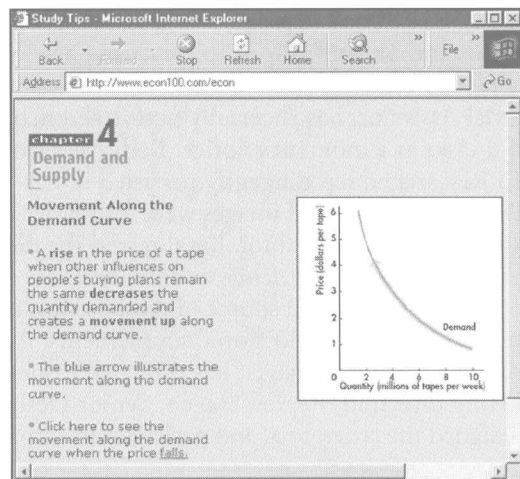 Study Tips - Microsoft Internet Explorer
Back
Forward
Stop
Refresh
Home
Search
»
File
»
Address
http://www.econ100.com/econ
Go
chapter 4
Demand and
Supply
Movement Along the
Demand Curve
* A rise in the price of a tape
when other influences on
people's buying plans remain
the same decreases the
quantity demanded and
creates a movement up along
the demand curve.
* The blue arrow illustrates the
movement along the demand
curve.
* Click here to see the
movement along the demand
curve when the price falls.
Price (dollars per tape)
6
5
4
3
2
1
0
2
4
6
8
10
Demand
Quantity (millions of tapes per week)